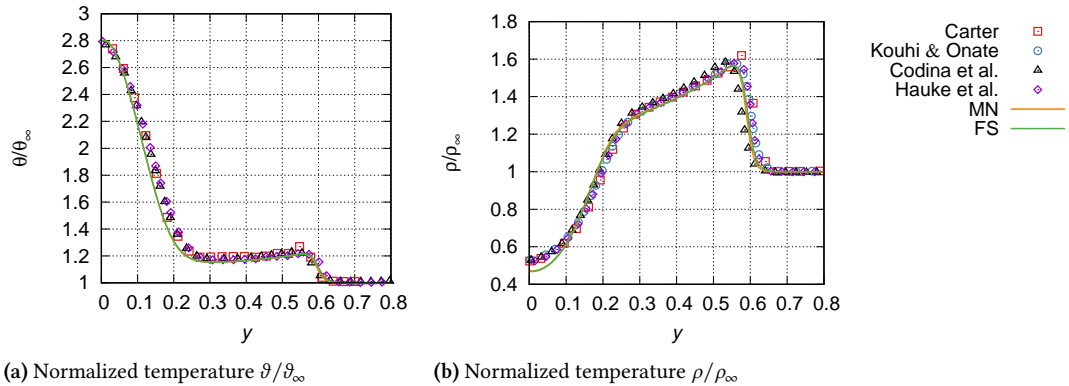 θ/θ∞
3
2.8
2.6
2.4
2.2
2
1.8
1.6
1.4
1.2
1
0 0.1 0.2 0.3 0.4 0.5 0.6 0.7 0.8
y
ρ/ρ∞
1.8
1.6
1.4
1.2
1
0.8
0.6
0.4
0 0.1 0.2 0.3 0.4 0.5 0.6 0.7 0.8
y
Carter
Kouhi & Onate
Codina et al.
Hauke et al.
MN
FS
(a) Normalized temperature ϑ/ϑ∞
(b) Normalized temperature ρ/ρ∞